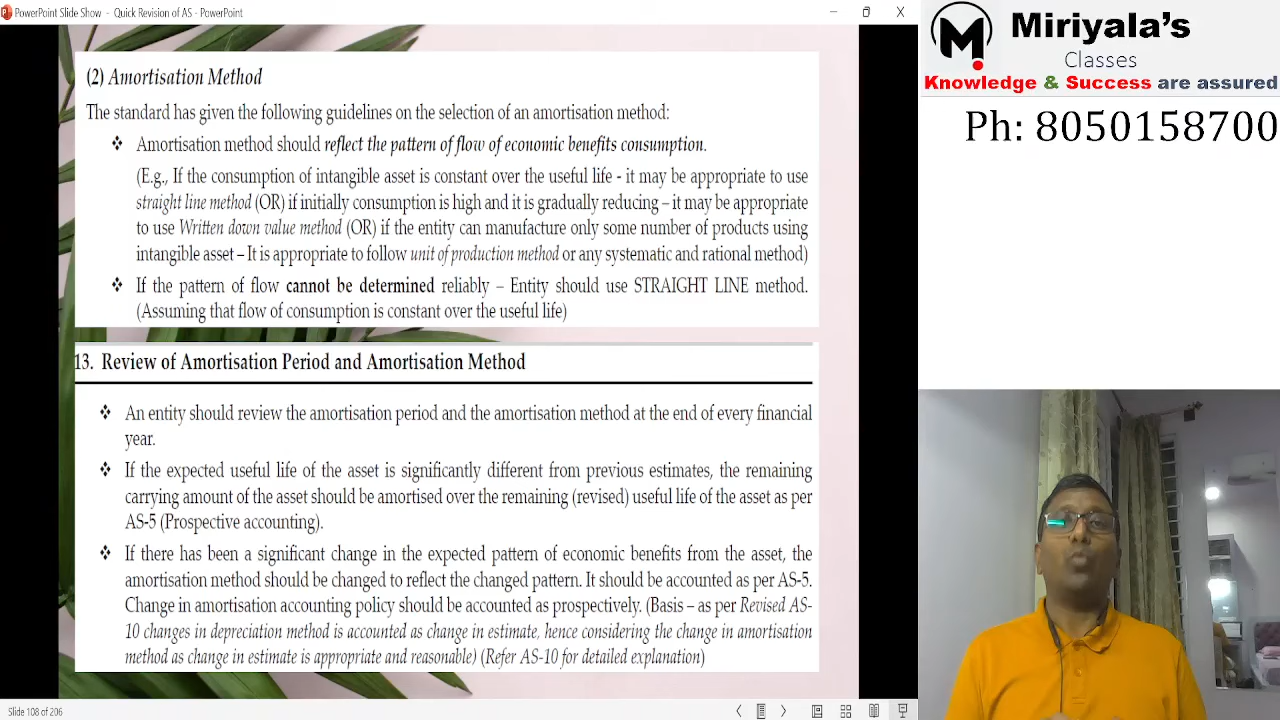 PowerPoint Slide Show - Quick Revision of AS - PowerPoint
(2) Amortisation Method
The standard has given the following guidelines on the selection of an amortisation method:
❖ Amortisation method should reflect the pattern of flow of economic benefits consumption.
(E.g., If the consumption of intangible asset is constant over the useful life - it may be appropriate to use
straight line method (OR) if initially consumption is high and it is gradually reducing – it may be appropriate
to use Written down value method (OR) if the entity can manufacture only some number of products using
intangible asset – It is appropriate to follow unit of production method or any systematic and rational method)
❖ If the pattern of flow cannot be determined reliably – Entity should use STRAIGHT LINE method.
(Assuming that flow of consumption is constant over the useful life)
13. Review of Amortisation Period and Amortisation Method
❖ An entity should review the amortisation period and the amortisation method at the end of every financial
year.
❖ If the expected useful life of the asset is significantly different from previous estimates, the remaining
carrying amount of the asset should be amortised over the remaining (revised) useful life of the asset as per
AS-5 (Prospective accounting).
❖ If there has been a significant change in the expected pattern of economic benefits from the asset, the
amortisation method should be changed to reflect the changed pattern. It should be accounted as per AS-5.
Change in amortisation accounting policy should be accounted as prospectively. (Basis – as per Revised AS-
10 changes in depreciation method is accounted as change in estimate, hence considering the change in amortisation
method as change in estimate is appropriate and reasonable) (Refer AS-10 for detailed explanation)
Slide 108 of 206
M
Miriyala's
Classes
Knowledge & Success are assured
Ph: 8050158700